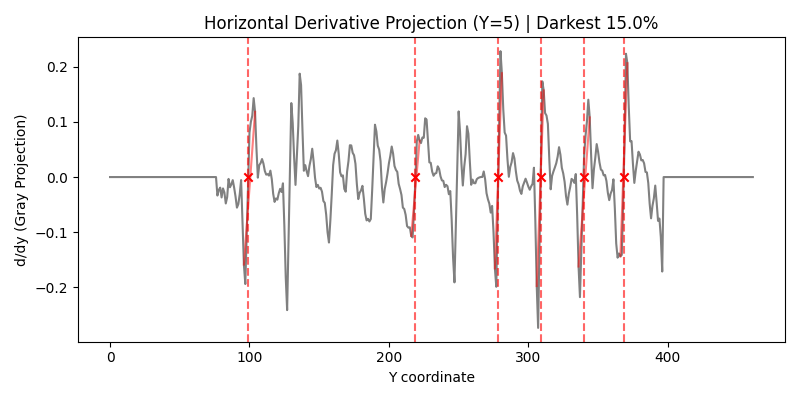 Horizontal Derivative Projection (Y=5) | Darkest 15.0%
d/dy (Gray Projection)
0.2
0.1
0.0
−0.1
−0.2
0 100 200 300 400
Y coordinate